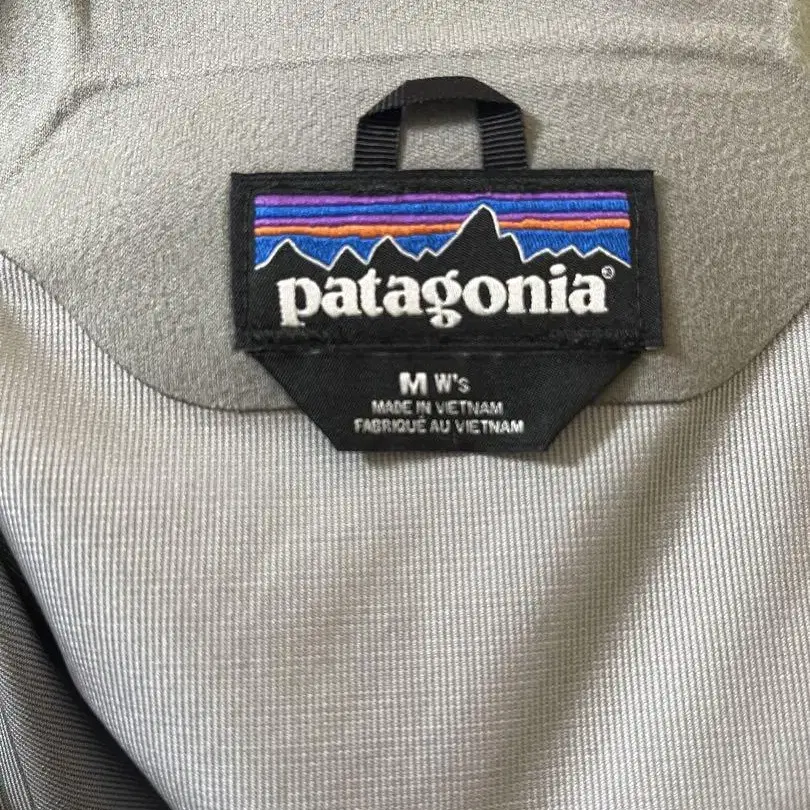 patagonia®
M W's
MADE IN VIETNAM
FABRIQUÉ AU VIETNAM